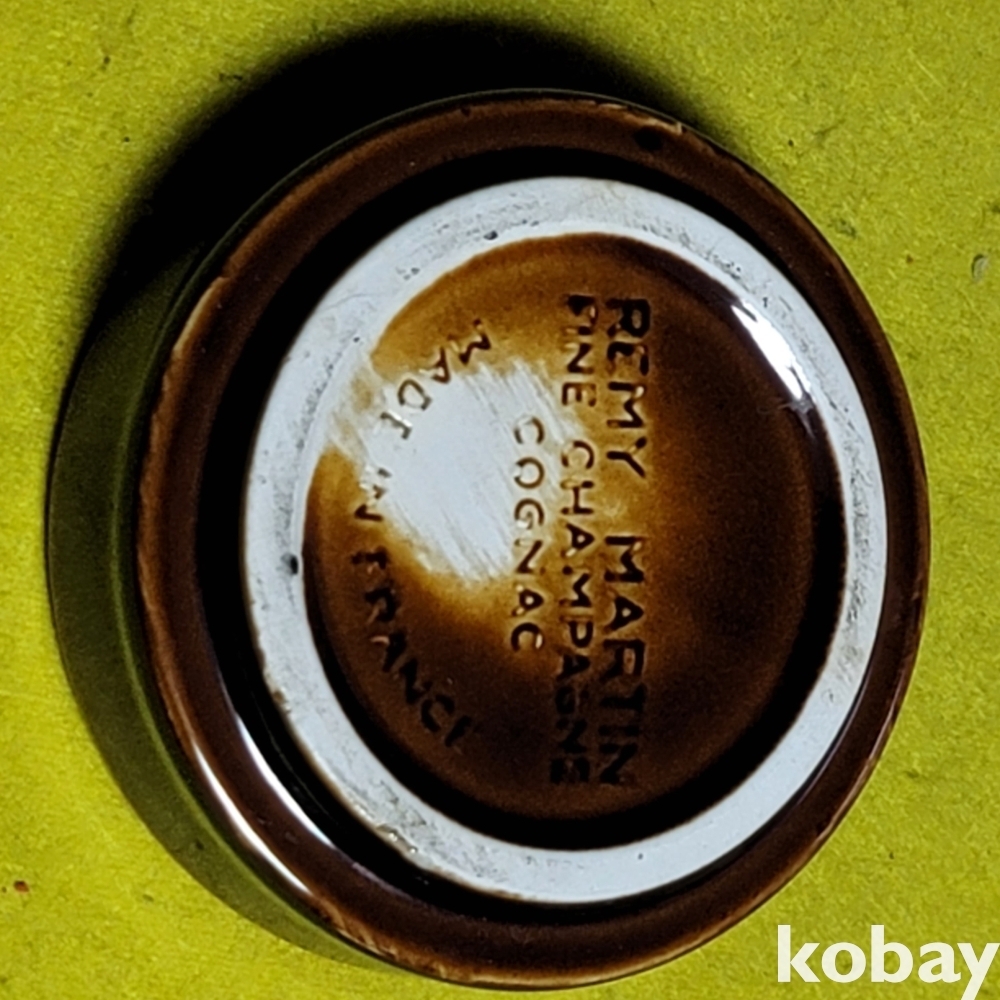 REMY MARTIN
FINE CHAMPAGNE
COGNAC
MADE IN FRANCE
kobay